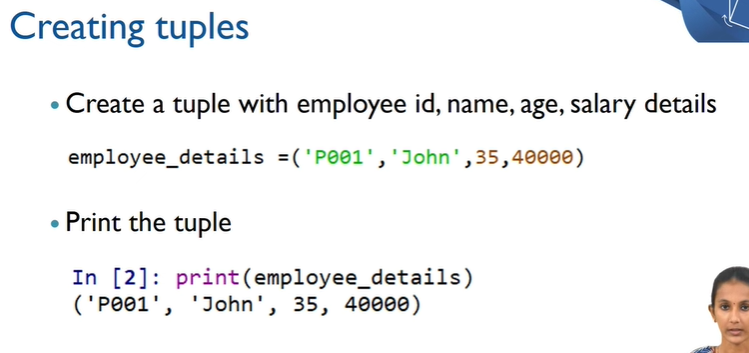 Creating tuples
• Create a tuple with employee id, name, age, salary details
employee_details =('P001','John',35,40000)
• Print the tuple
In [2]: print(employee_details)
('P001', 'John', 35, 40000)